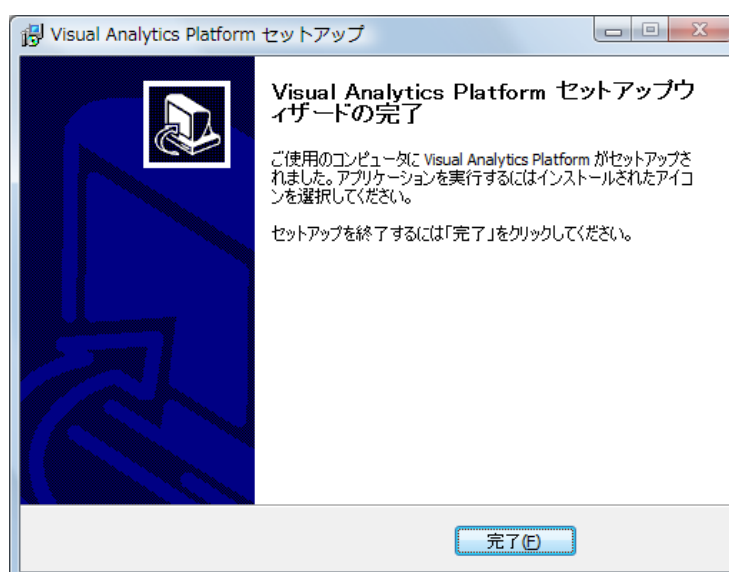 Visual Analytics Platform セットアップ
Visual Analytics Platform セットアップウ
ィザードの完了
ご使用のコンピュータに Visual Analytics Platform がセットアップさ
れました。アプリケーションを実行するにはインストールされたアイコ
ンを選択してください。
セットアップを終了するには「完了」をクリックしてください。
完了(F)